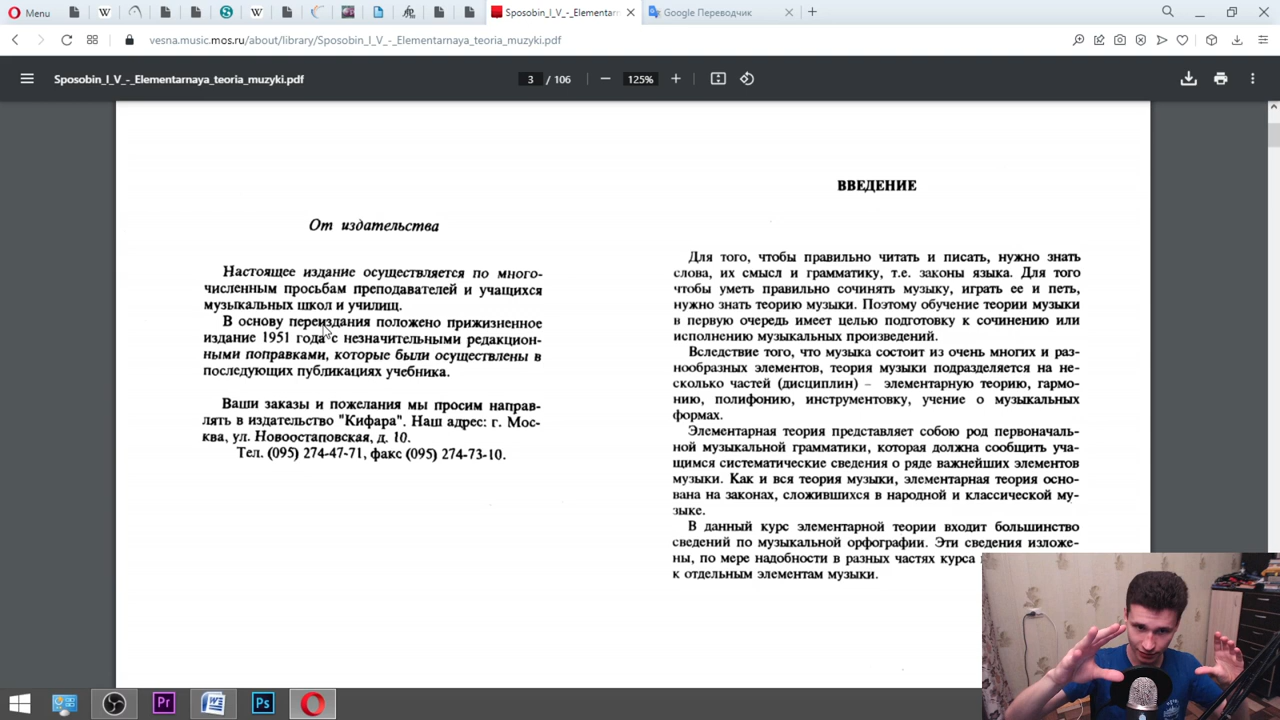 Menu
Sposobin_I_V_-_Elementar
Google Переводчик
vesna.music.mos.ru/about/library/Sposobin_I_V_-_Elementarnaya_teoria_muzyki.pdf
Sposobin_I_V_-_Elementarnaya_teoria_muzyki.pdf
3 / 106
125%
От издательства
Настоящее издание осуществляется по много-
численным просьбам преподавателей и учащихся
музыкальных школ и училищ.
В основу переиздания положено прижизненное
издание 1951 года с незначительными редакцион-
ными поправками, которые были осуществлены в
последующих публикациях учебника.
Ваши заказы и пожелания мы просим направ-
лять в издательство "Кифара". Наш адрес: г. Мос-
ква, ул. Новоостаповская, д. 10.
Тел. (095) 274-47-71, факс (095) 274-73-10.
ВВЕДЕНИЕ
Для того, чтобы правильно читать и писать, нужно знать
слова, их смысл и грамматику, т.е. законы языка. Для того
чтобы уметь правильно сочинять музыку, играть ее и петь,
нужно знать теорию музыки. Поэтому обучение теории музыки
в первую очередь имеет целью подготовку к сочинению или
исполнению музыкальных произведений.
Вследствие того, что музыка состоит из очень многих и раз-
нообразных элементов, теория музыки подразделяется на не-
сколько частей (дисциплин) – элементарную теорию, гармо-
нию, полифонию, инструментовку, учение о музыкальных
формах.
Элементарная теория представляет собою род первоначаль-
ной музыкальной грамматики, которая должна сообщить уча-
щимся систематические сведения о ряде важнейших элементов
музыки. Как и вся теория музыки, элементарная теория осно-
вана на законах, сложившихся в народной и классической му-
зыке.
В данный курс элементарной теории входит большинство
сведений по музыкальной орфографии. Эти сведения изложе-
ны, по мере надобности в разных частях курса
к отдельным элементам музыки.
Pr
W
Ps